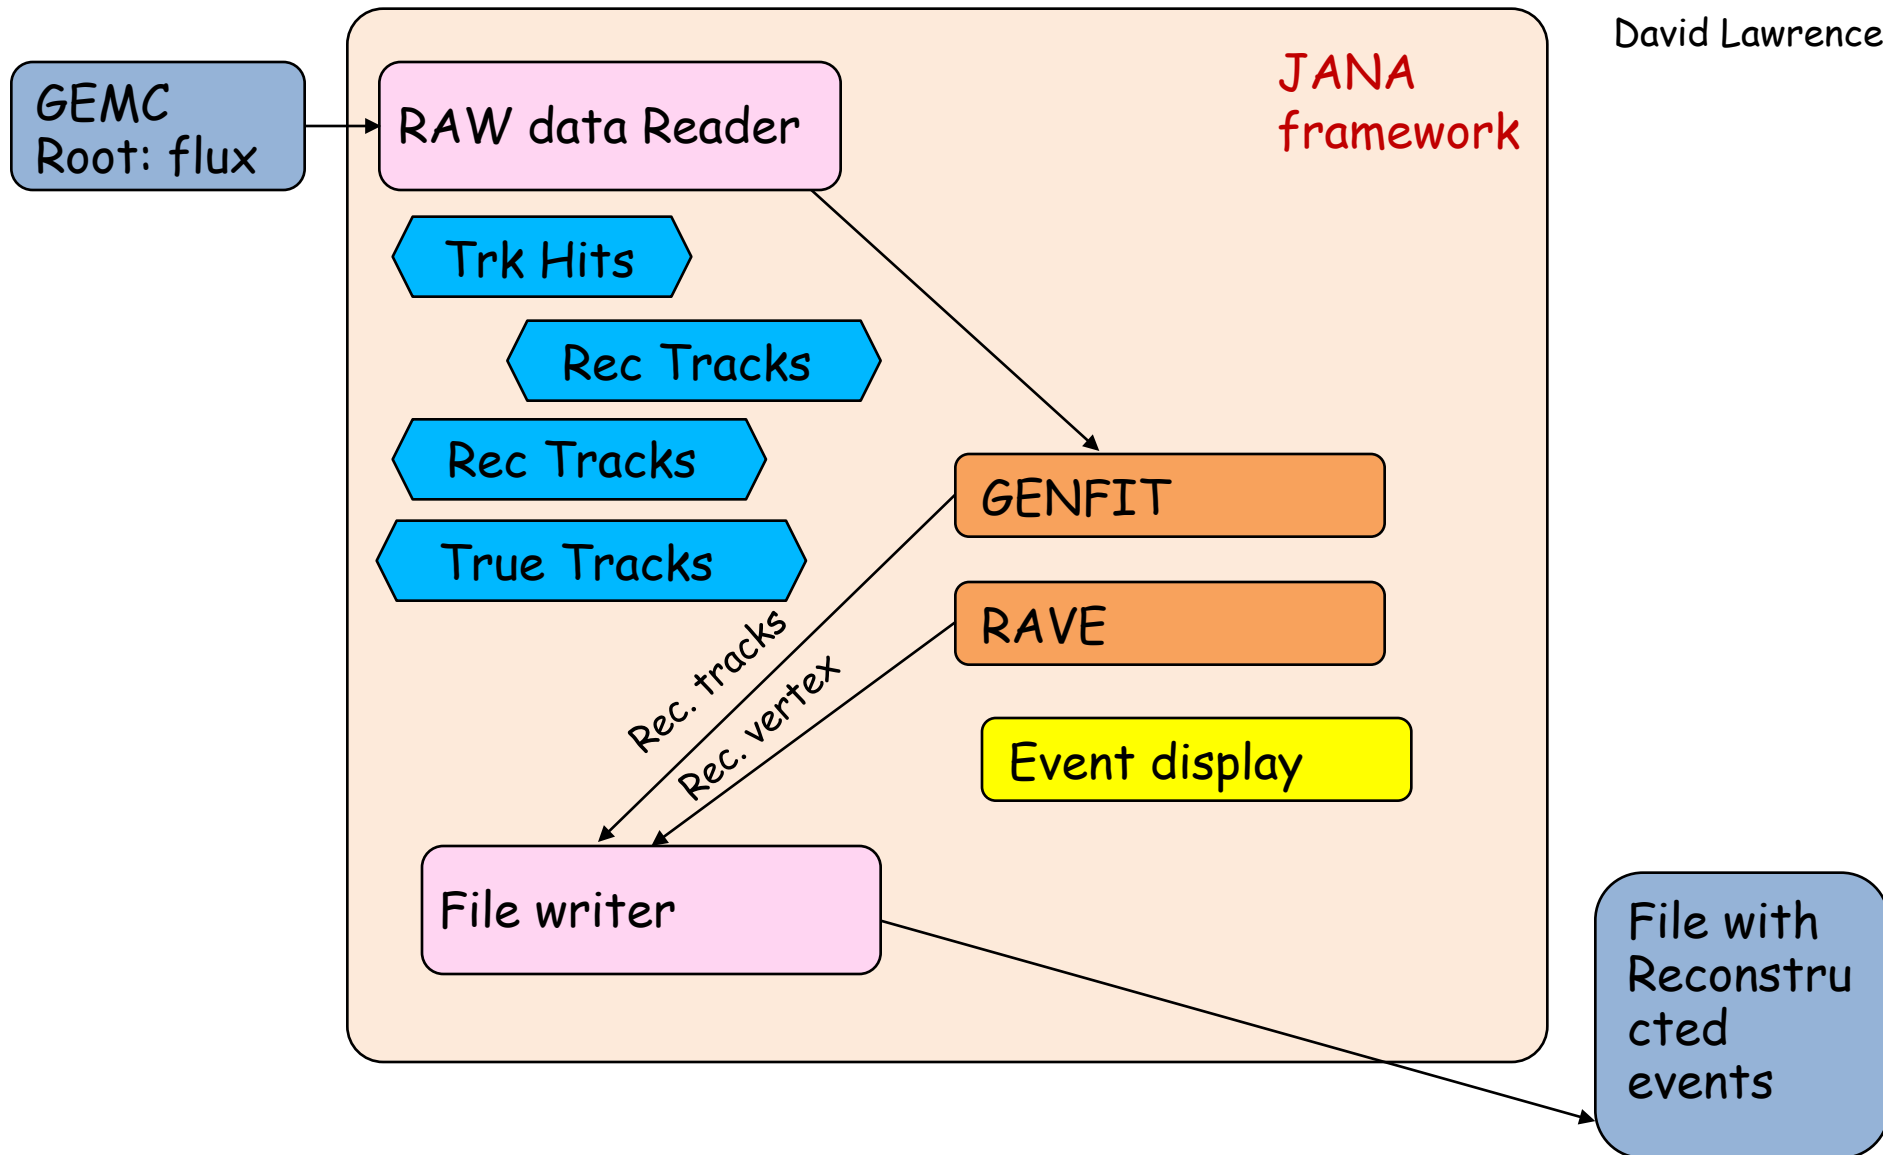 David Lawrence
JANA
framework
GEMC
Root: flux
RAW data Reader
Trk Hits
Rec Tracks
Rec Tracks
True Tracks
GENFIT
RAVE
Rec. tracks
Rec. vertex
Event display
File writer
File with
Reconstru
cted
events